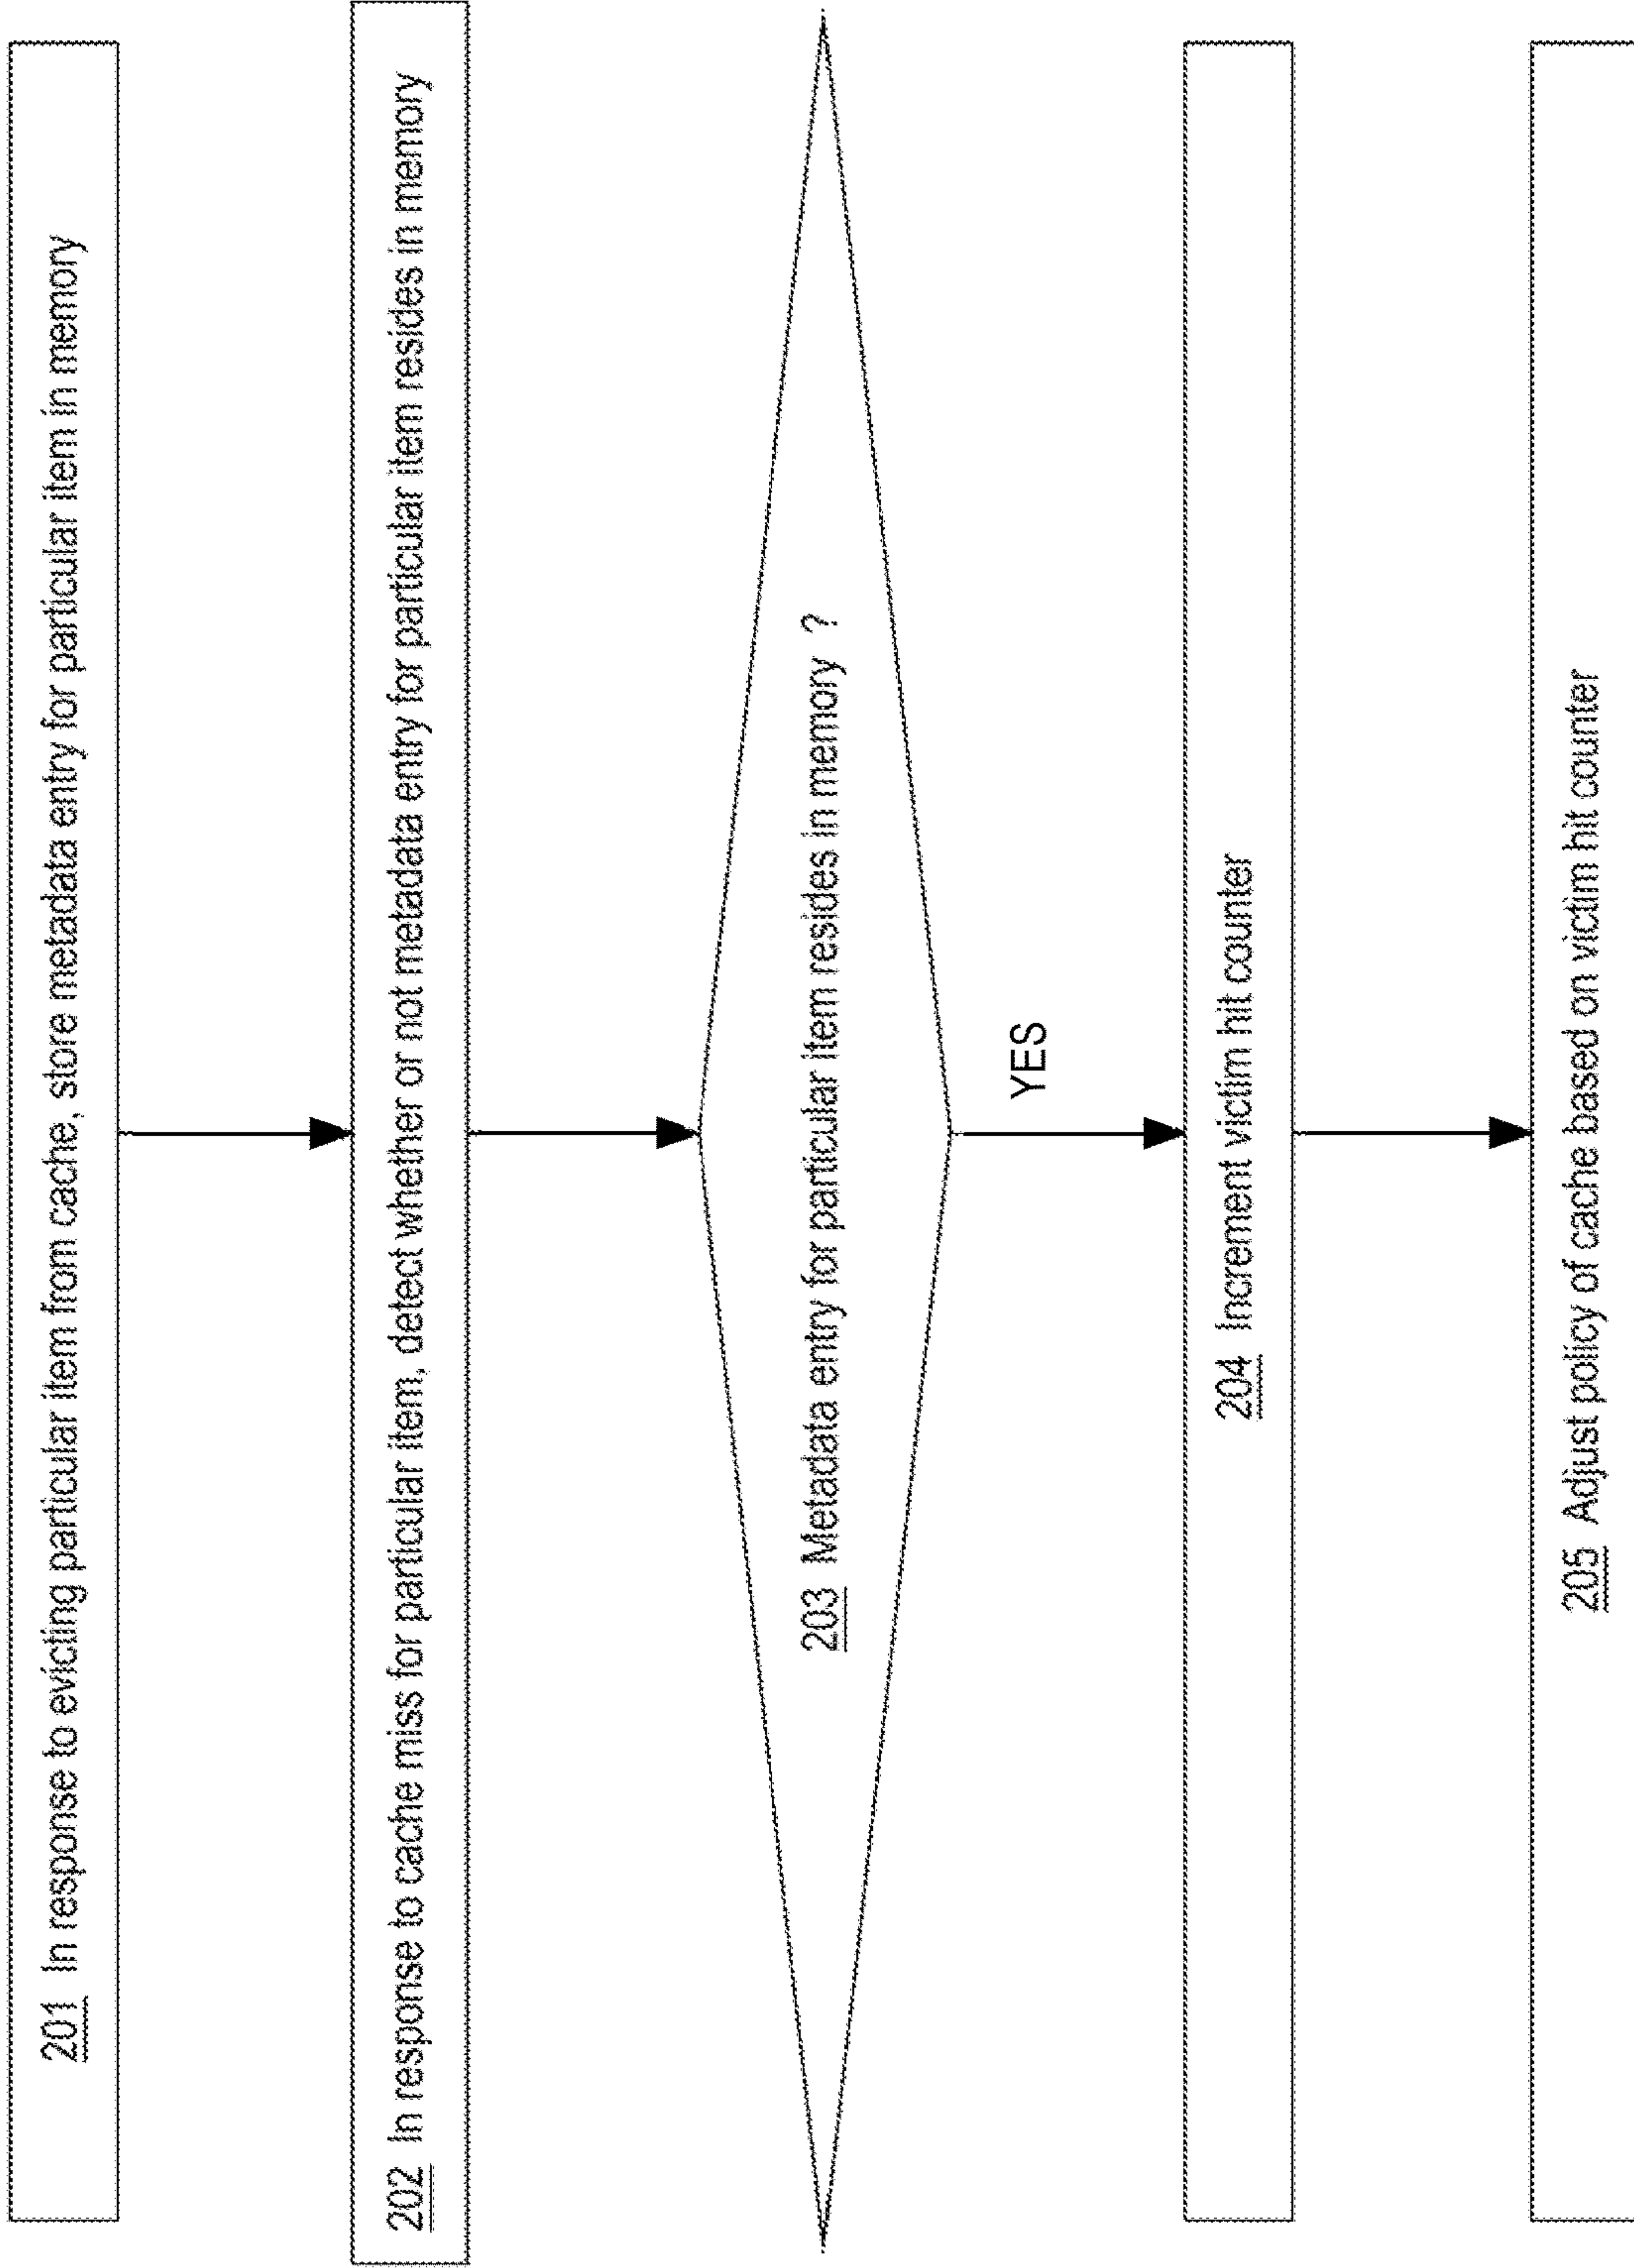 201 In response to evicting particular item from cache, store metadata entry for particular item in memory
202 In response to cache miss for particular item, detect whether or not metadata entry for particular item resides in memory
203 Metadata entry for particular item resides in memory ?
YES
204 Increment victim hit counter
205 Adjust policy of cache based on victim hit counter